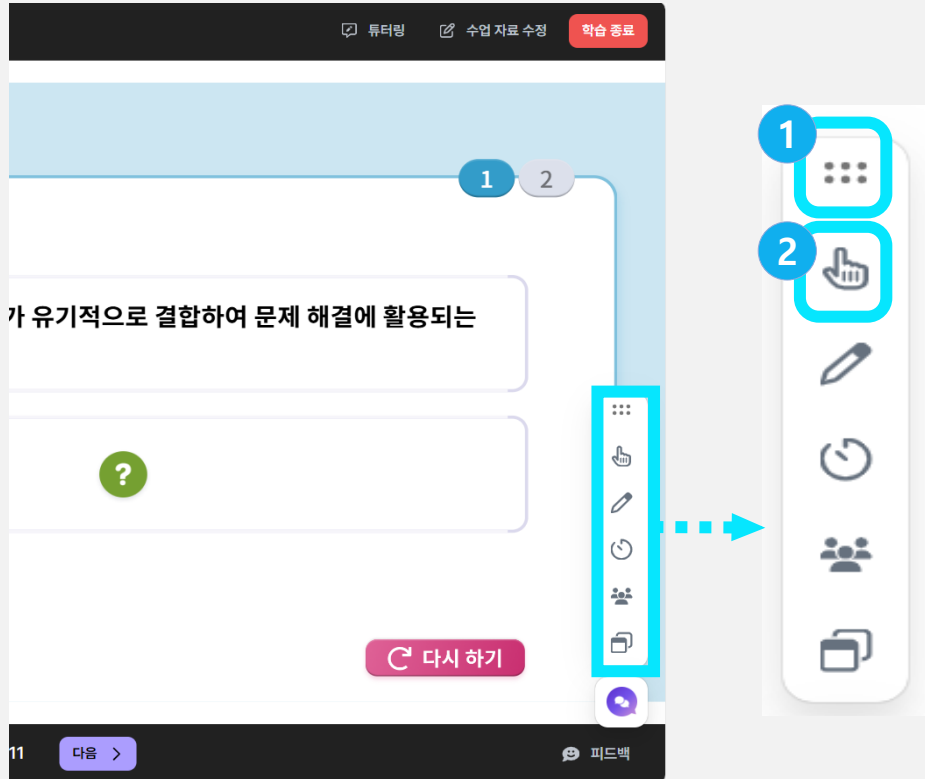 튜터링 수업 자료 수정 학습 종료
1 2
가 유기적으로 결합하여 문제 해결에 활용되는
?
다시 하기
11 다음 피드백
1
2